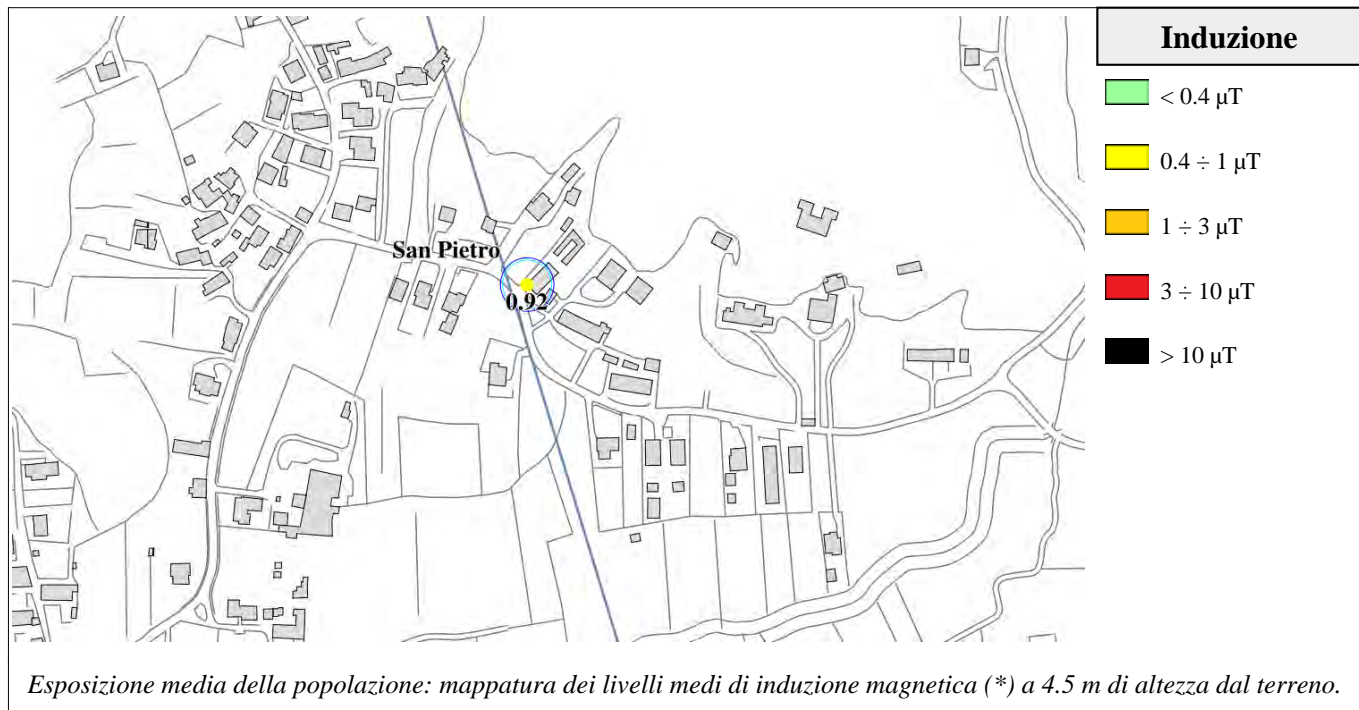 Induzione
< 0.4 µT
0.4 ÷ 1 µT
1 ÷ 3 µT
3 ÷ 10 µT
> 10 µT
San Pietro
0.92
Esposizione media della popolazione: mappatura dei livelli medi di induzione magnetica (*) a 4.5 m di altezza dal terreno.